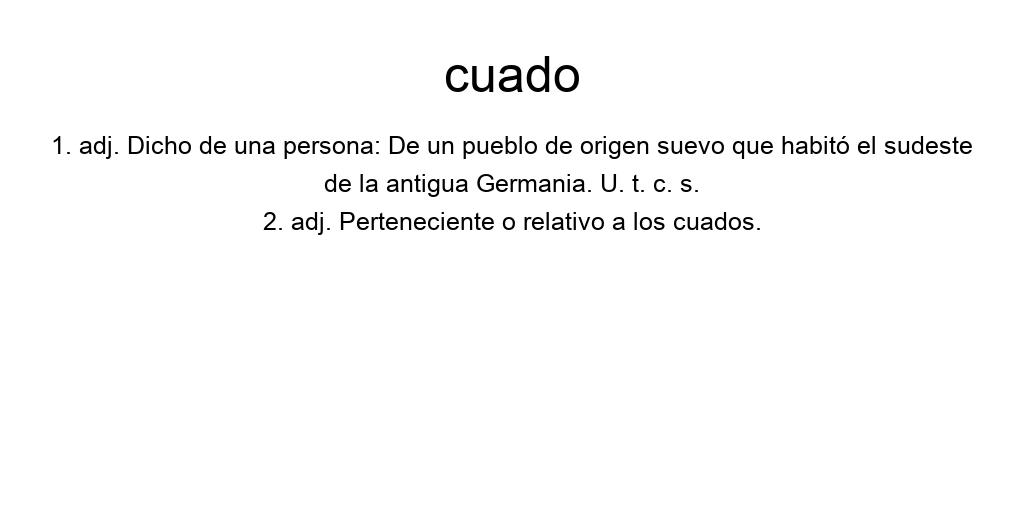 cuado
1. adj. Dicho de una persona: De un pueblo de origen suevo que habitó el sudeste
de la antigua Germania. U. t. c. s.
2. adj. Perteneciente o relativo a los cuados.